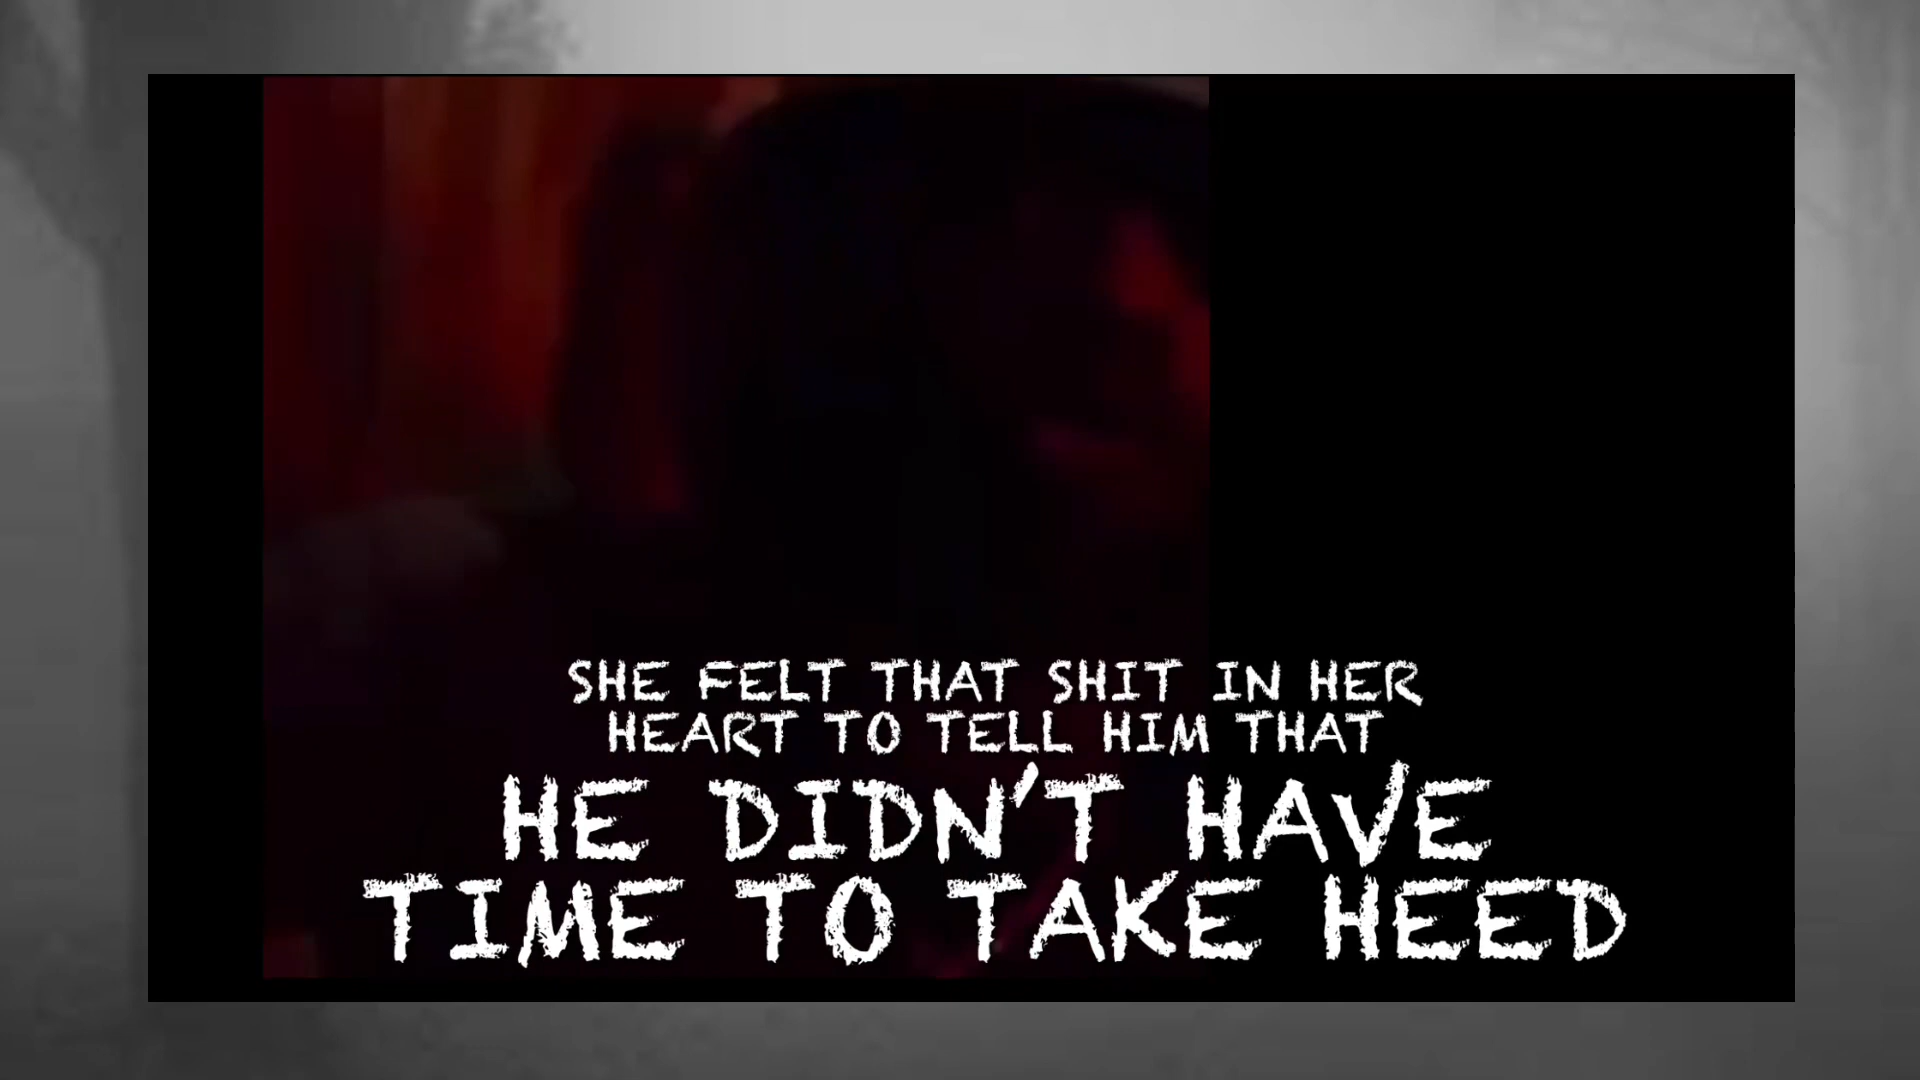 SHE FELT THAT SHIT IN HER
HEART TO TELL HIM THAT
HE DIDN'T HAVE
TIME TO TAKE HEED